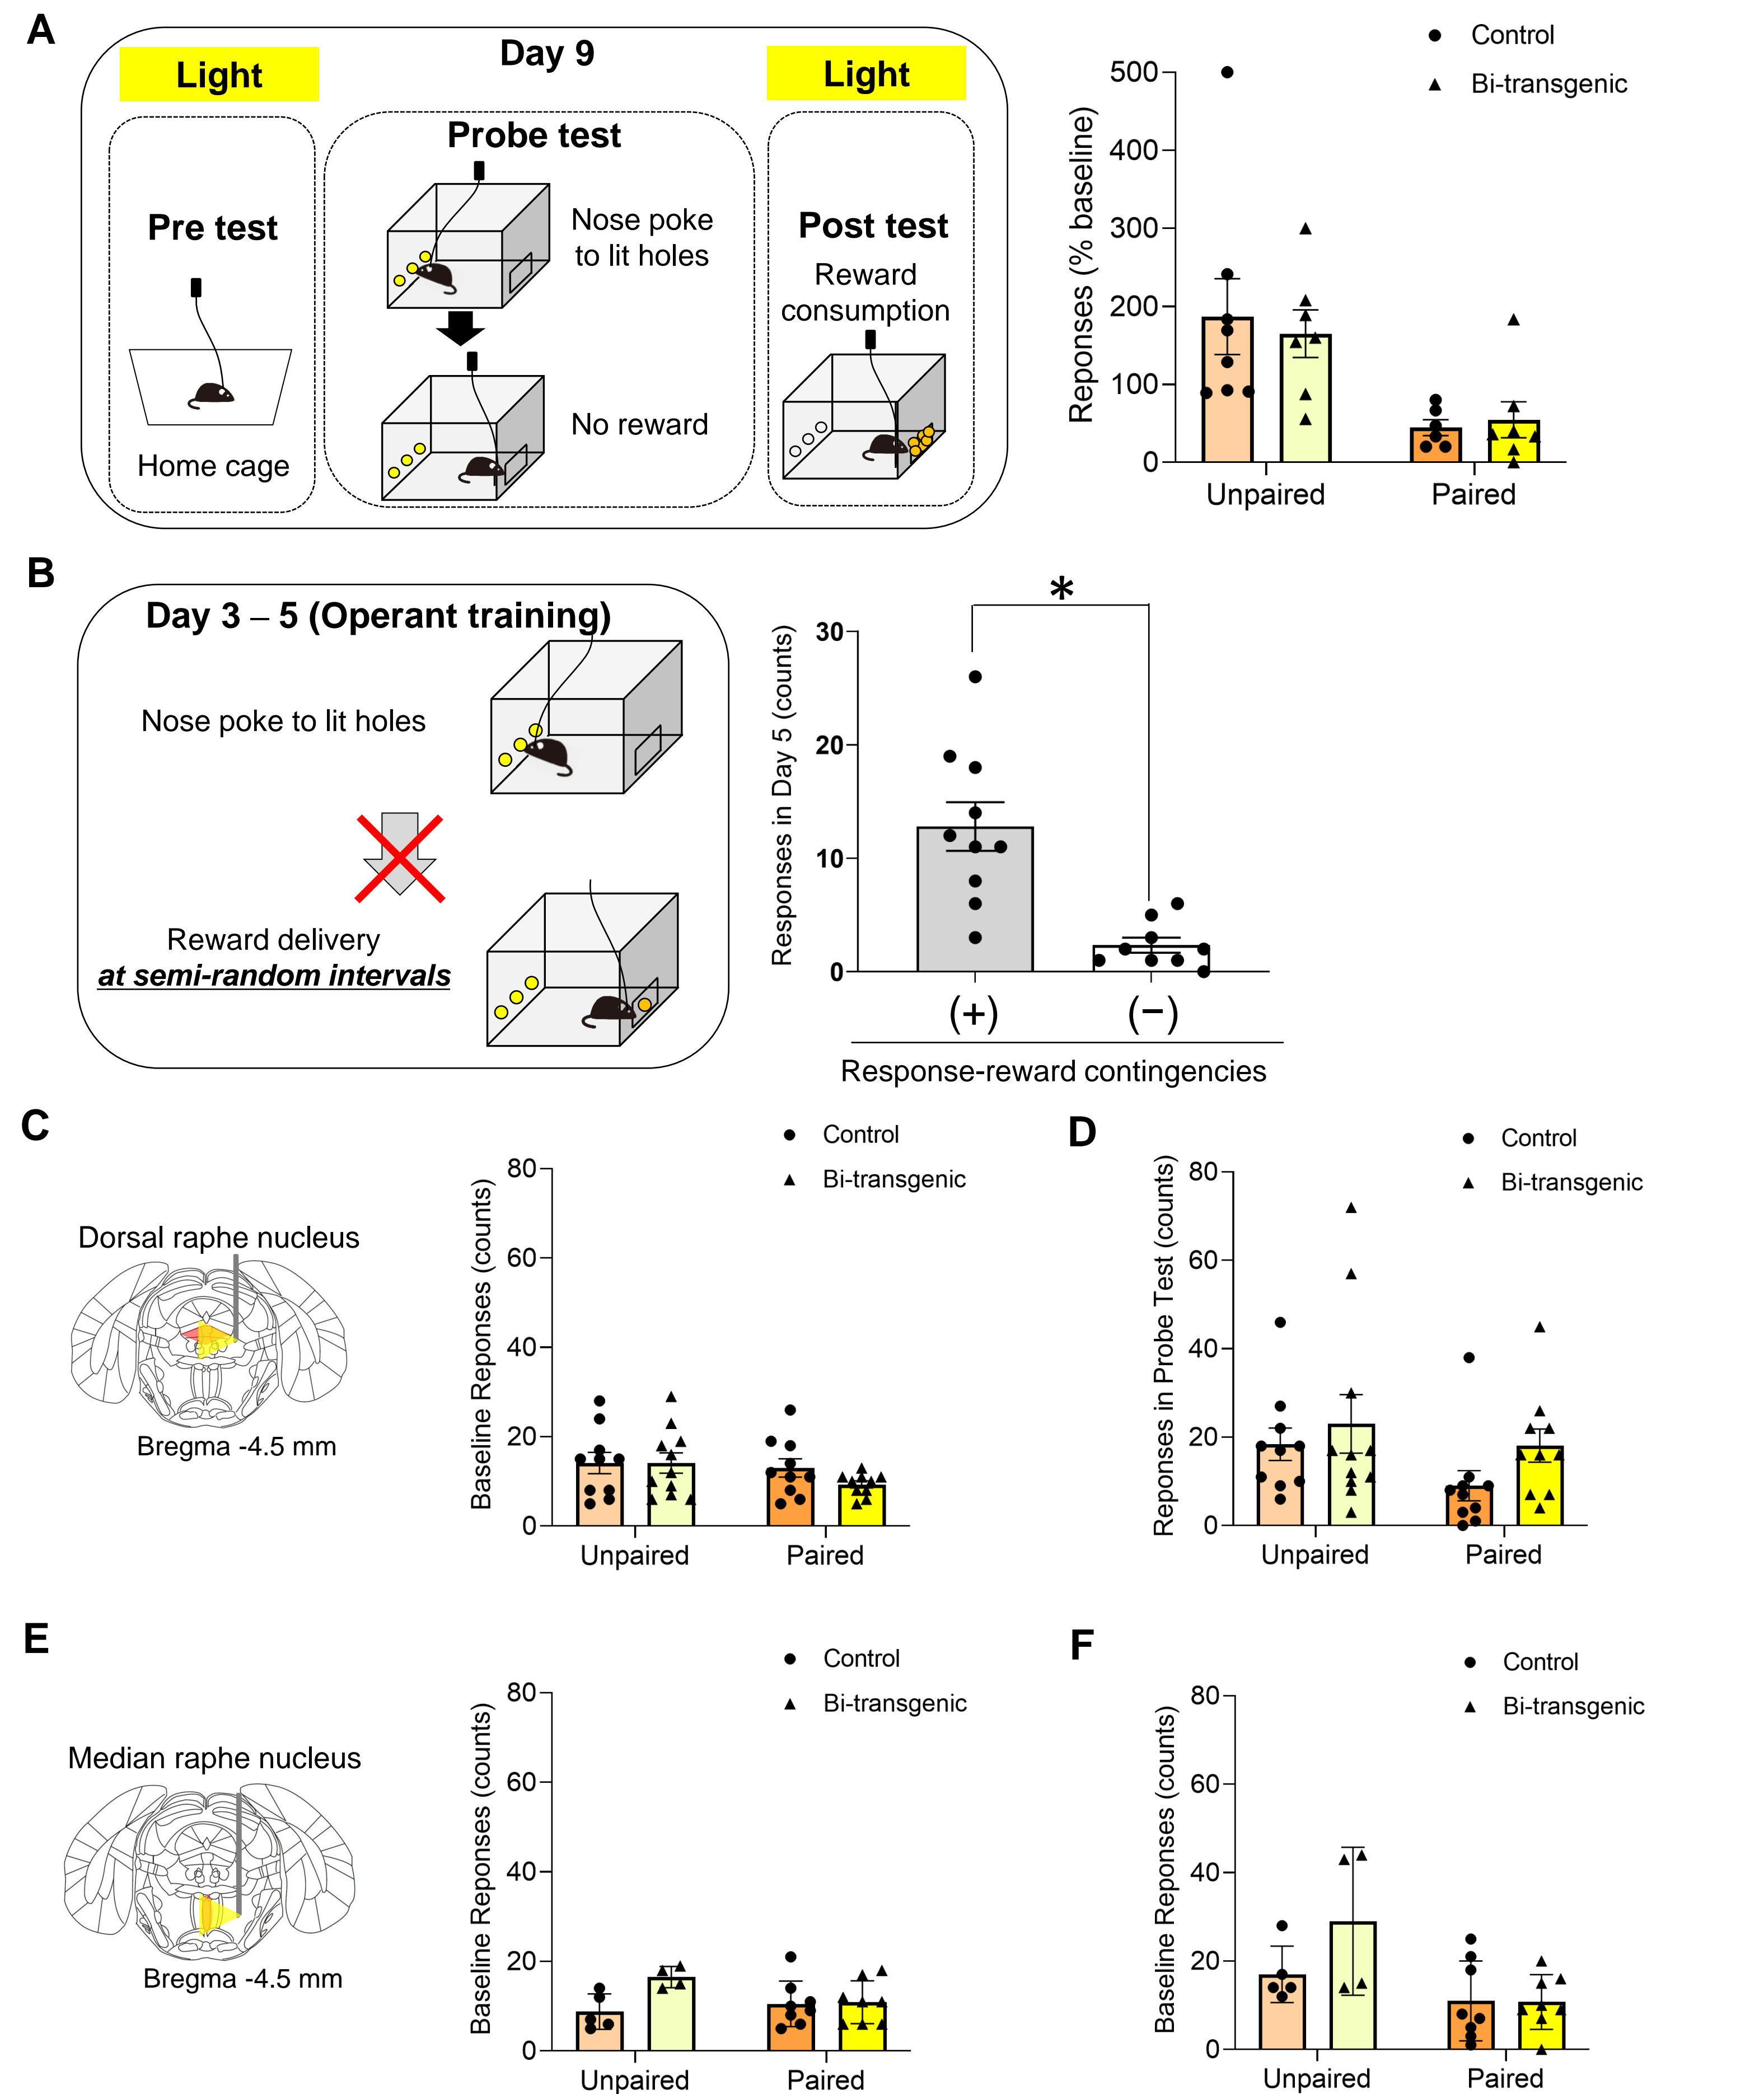 A
Day 9
Light
Light
Pre test
Home cage
Probe test
Nose poke
to lit holes
No reward
Post test
Reward
consumption
Control
Bi-transgenic
Reponses (% baseline)
500
400
300
200
100
0
Unpaired
Paired
B
Day 3 – 5 (Operant training)
Nose poke to lit holes
Reward delivery
at semi-random intervals
*
Responses in Day 5 (counts)
30
20
10
0
(+)
(−)
Response-reward contingencies
C
Dorsal raphe nucleus
Bregma -4.5 mm
Control
Bi-transgenic
Baseline Reponses (counts)
80
60
40
20
0
Unpaired
Paired
D
Control
Bi-transgenic
Reponses in Probe Test (counts)
80
60
40
20
0
Unpaired
Paired
E
Median raphe nucleus
Bregma -4.5 mm
Control
Bi-transgenic
Baseline Reponses (counts)
80
60
40
20
0
Unpaired
Paired
F
Control
Bi-transgenic
Baseline Reponses (counts)
80
60
40
20
0
Unpaired
Paired